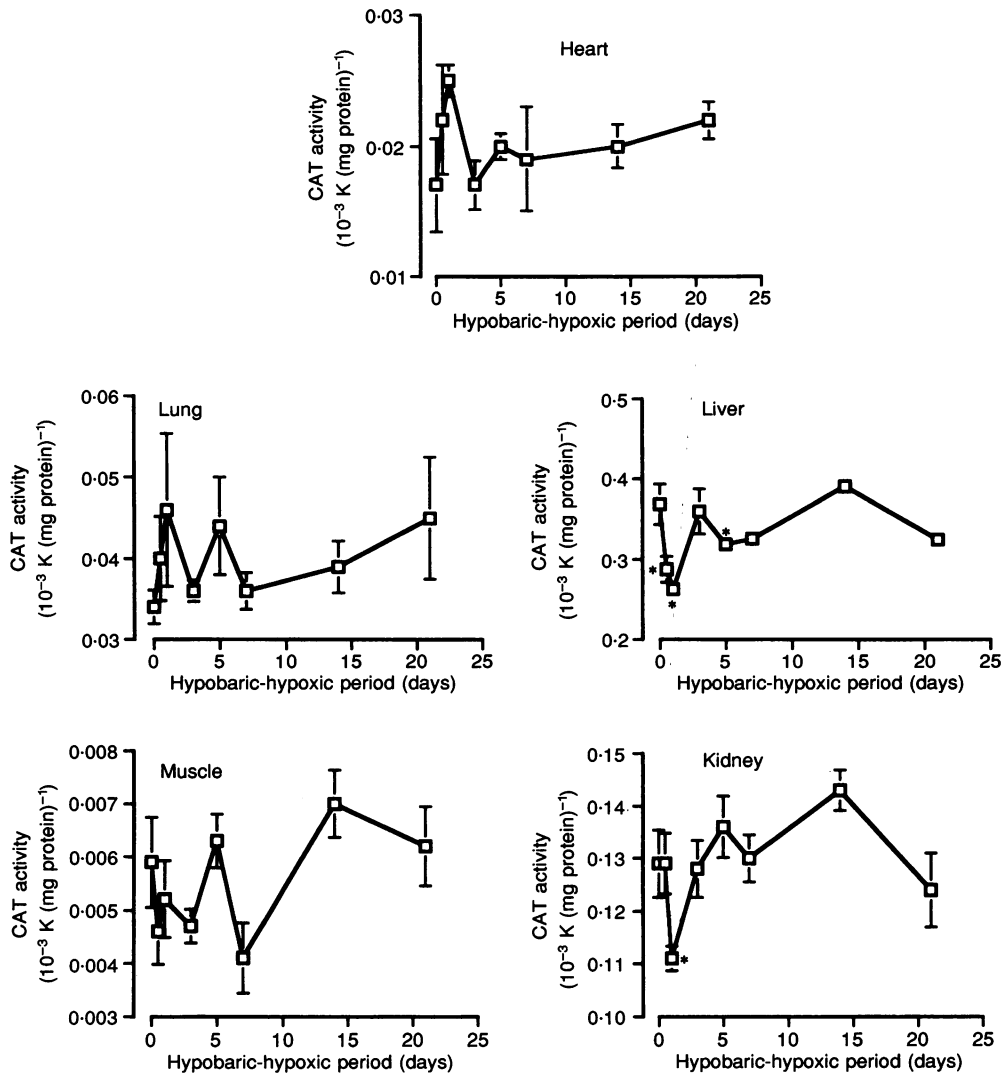 Heart
CAT activity
(10⁻³ K (mg protein)⁻¹)
0·03
0·02
0·01
0 5 10 15 20 25
Hypobaric-hypoxic period (days)
Lung
CAT activity
(10⁻³ K (mg protein)⁻¹)
0·06
0·05
0·04
0·03
0 5 10 15 20 25
Hypobaric-hypoxic period (days)
Liver
CAT activity
(10⁻³ K (mg protein)⁻¹)
0·5
0·4
0·3
0·2
*
*
*
0 5 10 15 20 25
Hypobaric-hypoxic period (days)
Muscle
CAT activity
(10⁻³ K (mg protein)⁻¹)
0·008
0·007
0·006
0·005
0·004
0·003
0 5 10 15 20 25
Hypobaric-hypoxic period (days)
Kidney
CAT activity
(10⁻³ K (mg protein)⁻¹)
0·15
0·14
0·13
0·12
0·11
0·10
*
0 5 10 15 20 25
Hypobaric-hypoxic period (days)